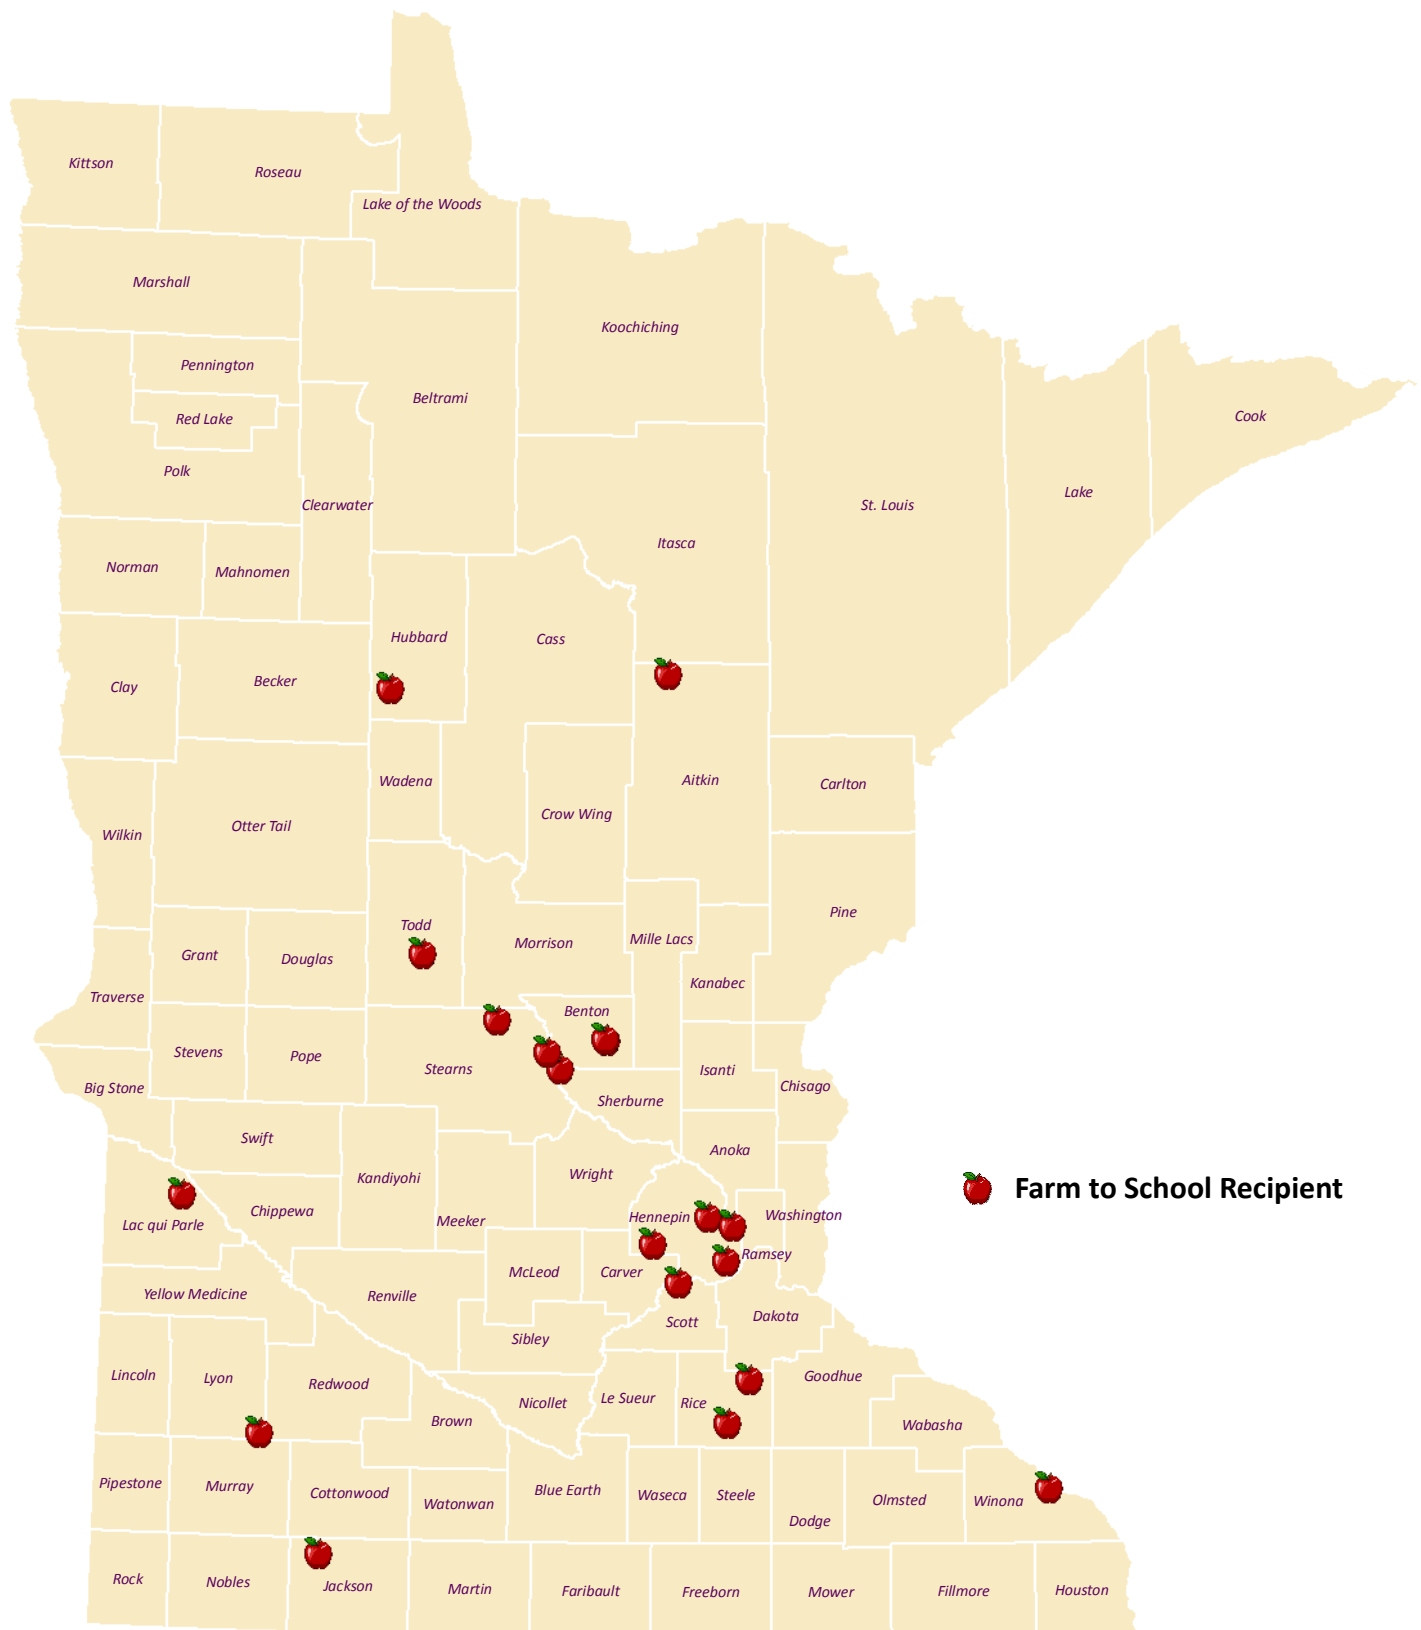 Kittson
Roseau
Lake of the Woods
Marshall
Koochiching
Pennington
Beltrami
Red Lake
Cook
Polk
Lake
Clearwater
St. Louis
Itasca
Norman
Mahnomen
Hubbard
Cass
Clay
Becker
Wadena
Aitkin
Carlton
Crow Wing
Otter Tail
Wilkin
Pine
Todd
Mille Lacs
Morrison
Grant
Douglas
Kanabec
Traverse
Benton
Stevens
Pope
Stearns
Isanti
Chisago
Big Stone
Sherburne
Swift
Anoka
Wright
Kandiyohi
Farm to School Recipient
Chippewa
Lac qui Parle
Meeker
Hennepin
Washington
Ramsey
McLeod
Carver
Yellow Medicine
Renville
Dakota
Scott
Sibley
Lincoln
Lyon
Redwood
Goodhue
Le Sueur
Nicollet
Rice
Brown
Wabasha
Pipestone
Murray
Cottonwood
Blue Earth
Waseca
Steele
Olmsted
Winona
Watonwan
Dodge
Rock
Nobles
Jackson
Martin
Faribault
Freeborn
Mower
Fillmore
Houston